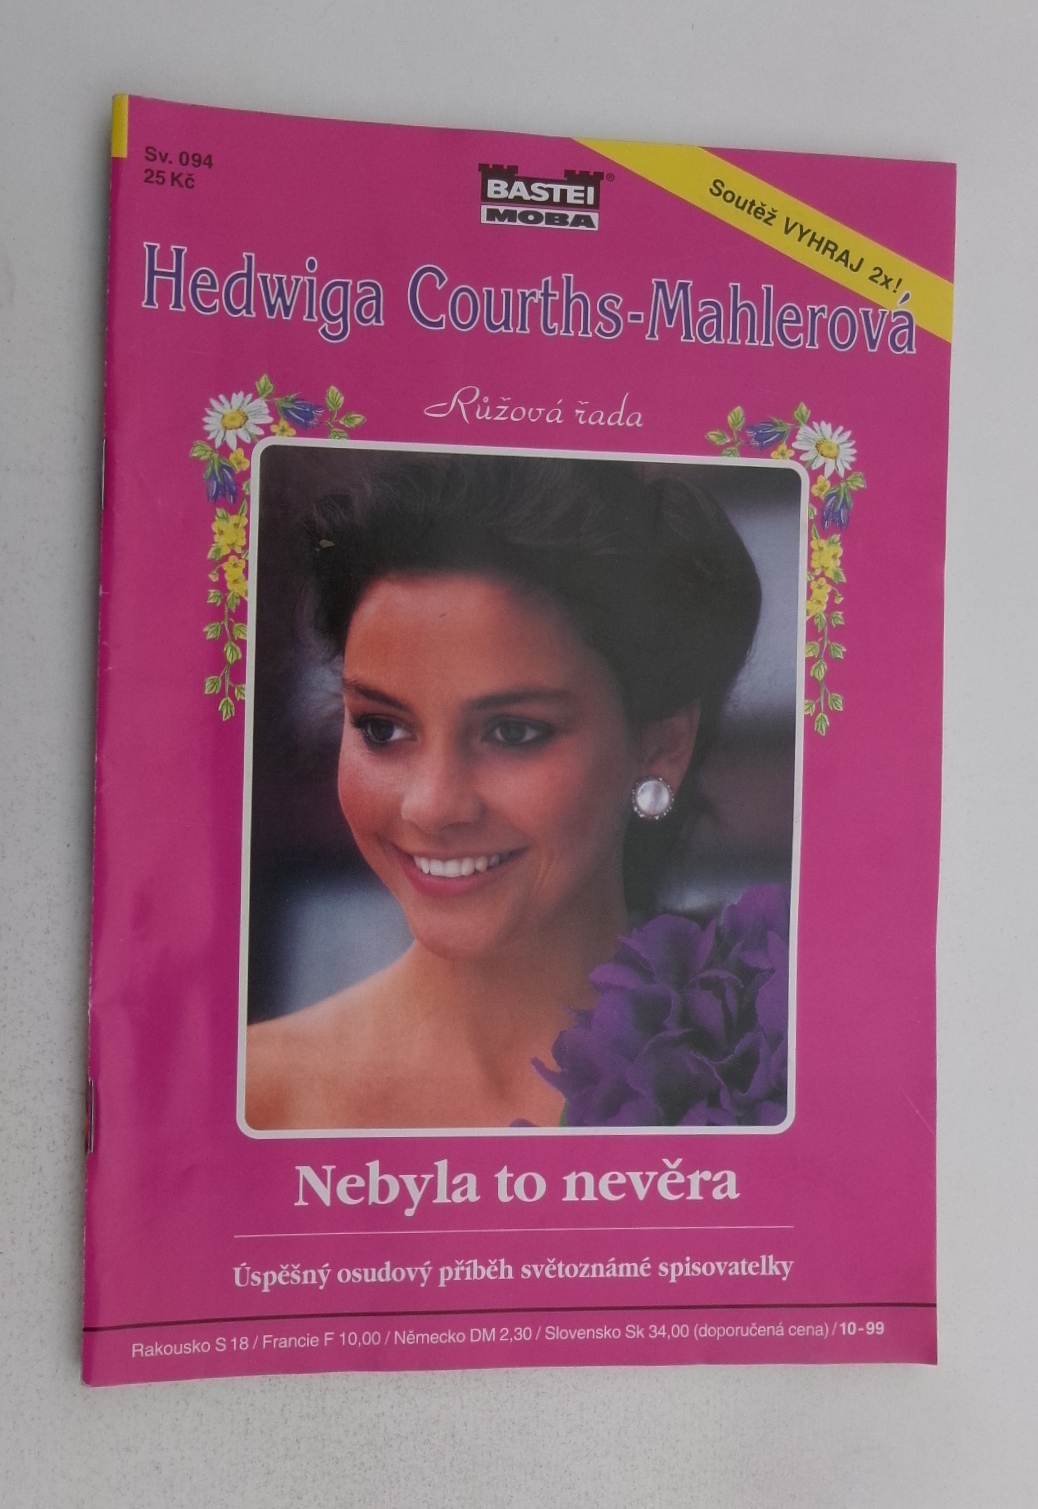 Sv. 094
25 Kč
BASTEI®
MOBA
Soutěž VYHRAJ 2x!
Hedwiga Courths-Mahlerová
Růžová řada
Nebyla to nevěra
Úspěšný osudový příběh světoznámé spisovatelky
Rakousko S 18 / Francie F 10,00 / Německo DM 2,30 / Slovensko Sk 34,00 (doporučená cena) / 10-99